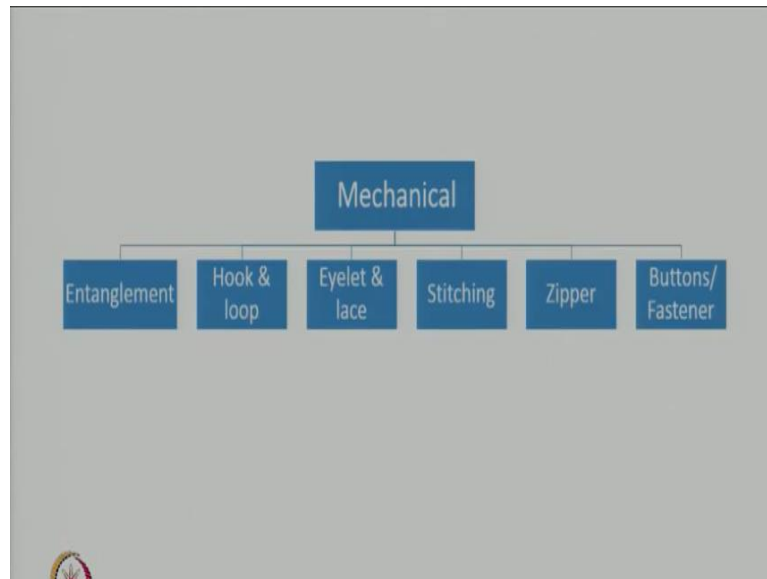 Mechanical
Entanglement
Hook &
loop
Eyelet &
lace
Stitching
Zipper
Buttons/
Fastener